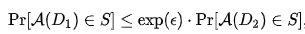 Pr[𝒜(D₁) ∈ S] ≤ exp(ϵ) · Pr[𝒜(D₂) ∈ S].